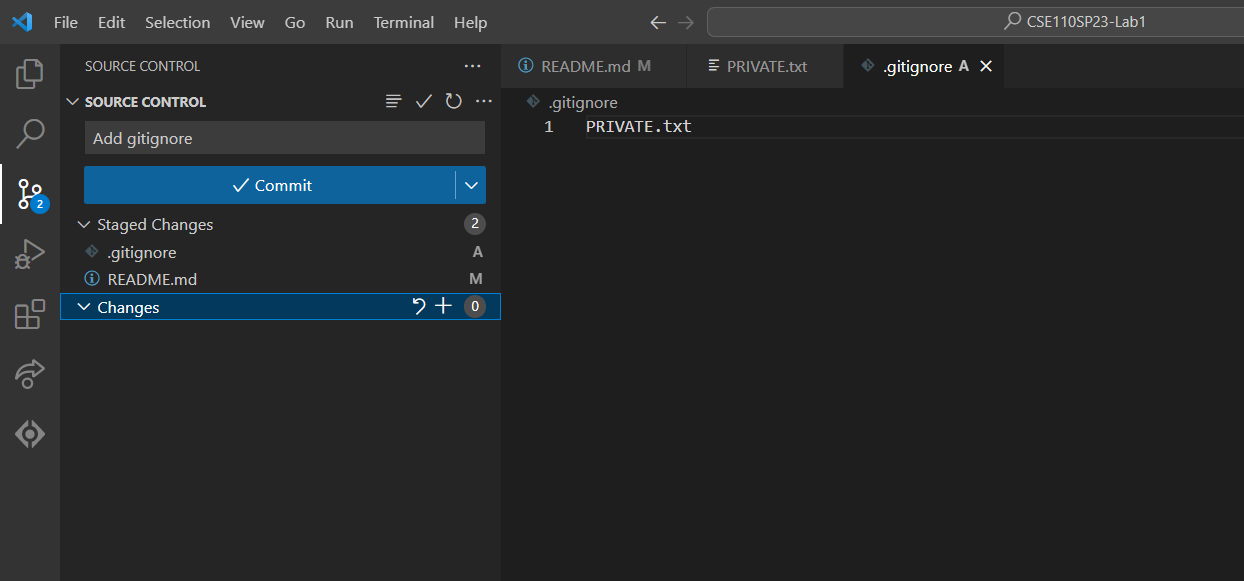 File Edit Selection View Go Run Terminal Help
CSE110SP23-Lab1
SOURCE CONTROL
README.md M
PRIVATE.txt
.gitignore A
SOURCE CONTROL
.gitignore
1 PRIVATE.txt
Add gitignore
Commit
Staged Changes 2
.gitignore A
README.md M
Changes 0
2